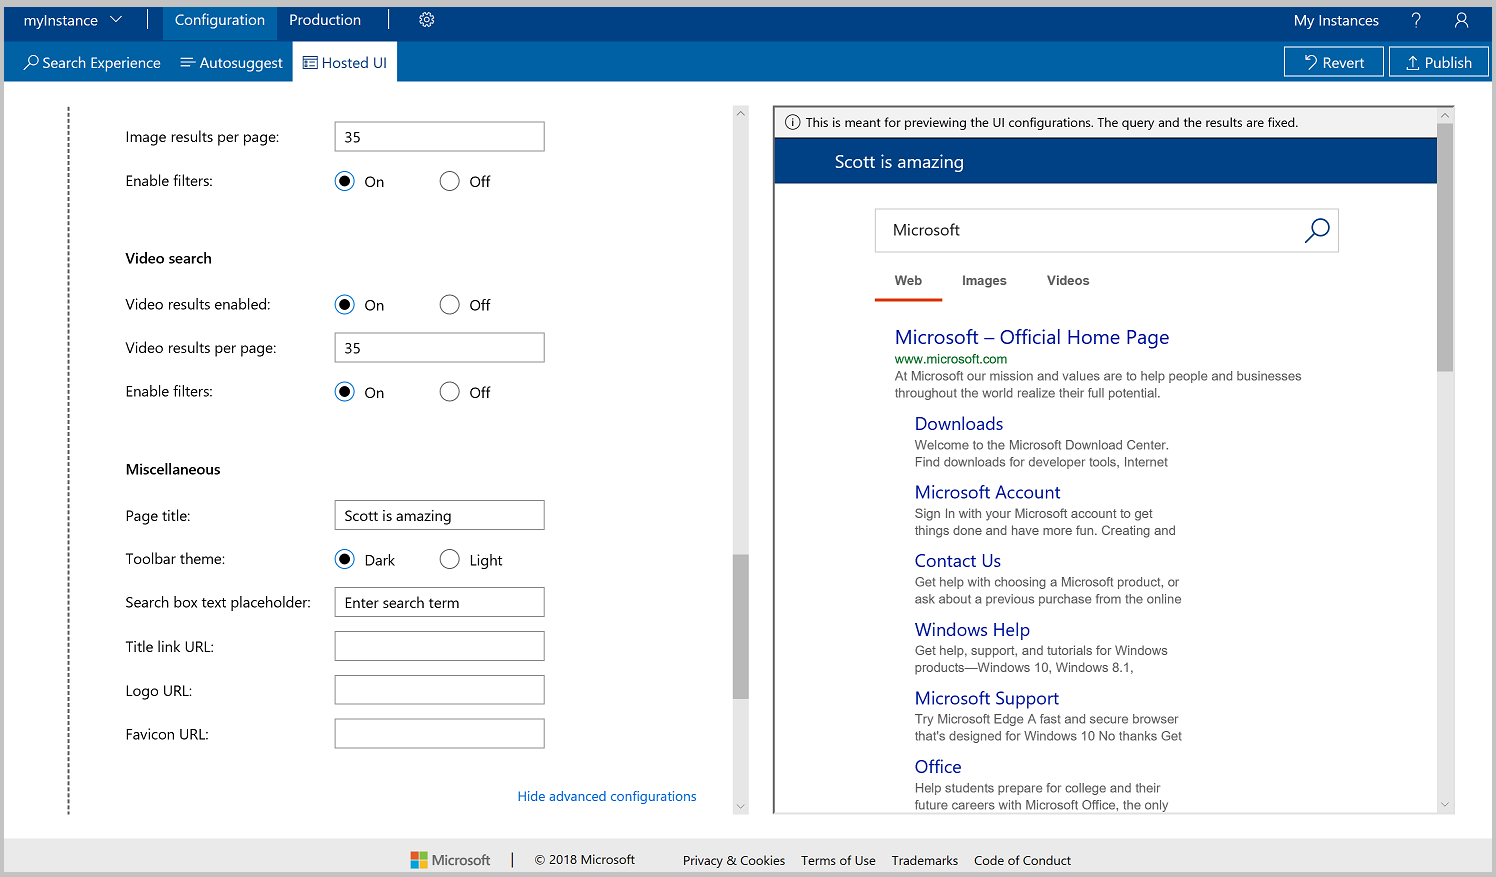 myInstance
Configuration
Production
My Instances
?
Search Experience
Autosuggest
Hosted UI
Revert
Publish
Image results per page:
35
Enable filters:
On
Off
Video search
Video results enabled:
On
Off
Video results per page:
35
Enable filters:
On
Off
Miscellaneous
Page title:
Scott is amazing
Toolbar theme:
Dark
Light
Search box text placeholder:
Enter search term
Title link URL:
Logo URL:
Favicon URL:
Hide advanced configurations
This is meant for previewing the UI configurations. The query and the results are fixed.
Scott is amazing
Microsoft
Web
Images
Videos
Microsoft – Official Home Page
www.microsoft.com
At Microsoft our mission and values are to help people and businesses
throughout the world realize their full potential.
Downloads
Welcome to the Microsoft Download Center.
Find downloads for developer tools, Internet
Microsoft Account
Sign In with your Microsoft account to get
things done and have more fun. Creating and
Contact Us
Get help with choosing a Microsoft product, or
ask about a previous purchase from the online
Windows Help
Get help, support, and tutorials for Windows
products—Windows 10, Windows 8.1,
Microsoft Support
Try Microsoft Edge A fast and secure browser
that's designed for Windows 10 No thanks Get
Office
Help students prepare for college and their
future careers with Microsoft Office, the only
Microsoft
© 2018 Microsoft
Privacy & Cookies
Terms of Use
Trademarks
Code of Conduct